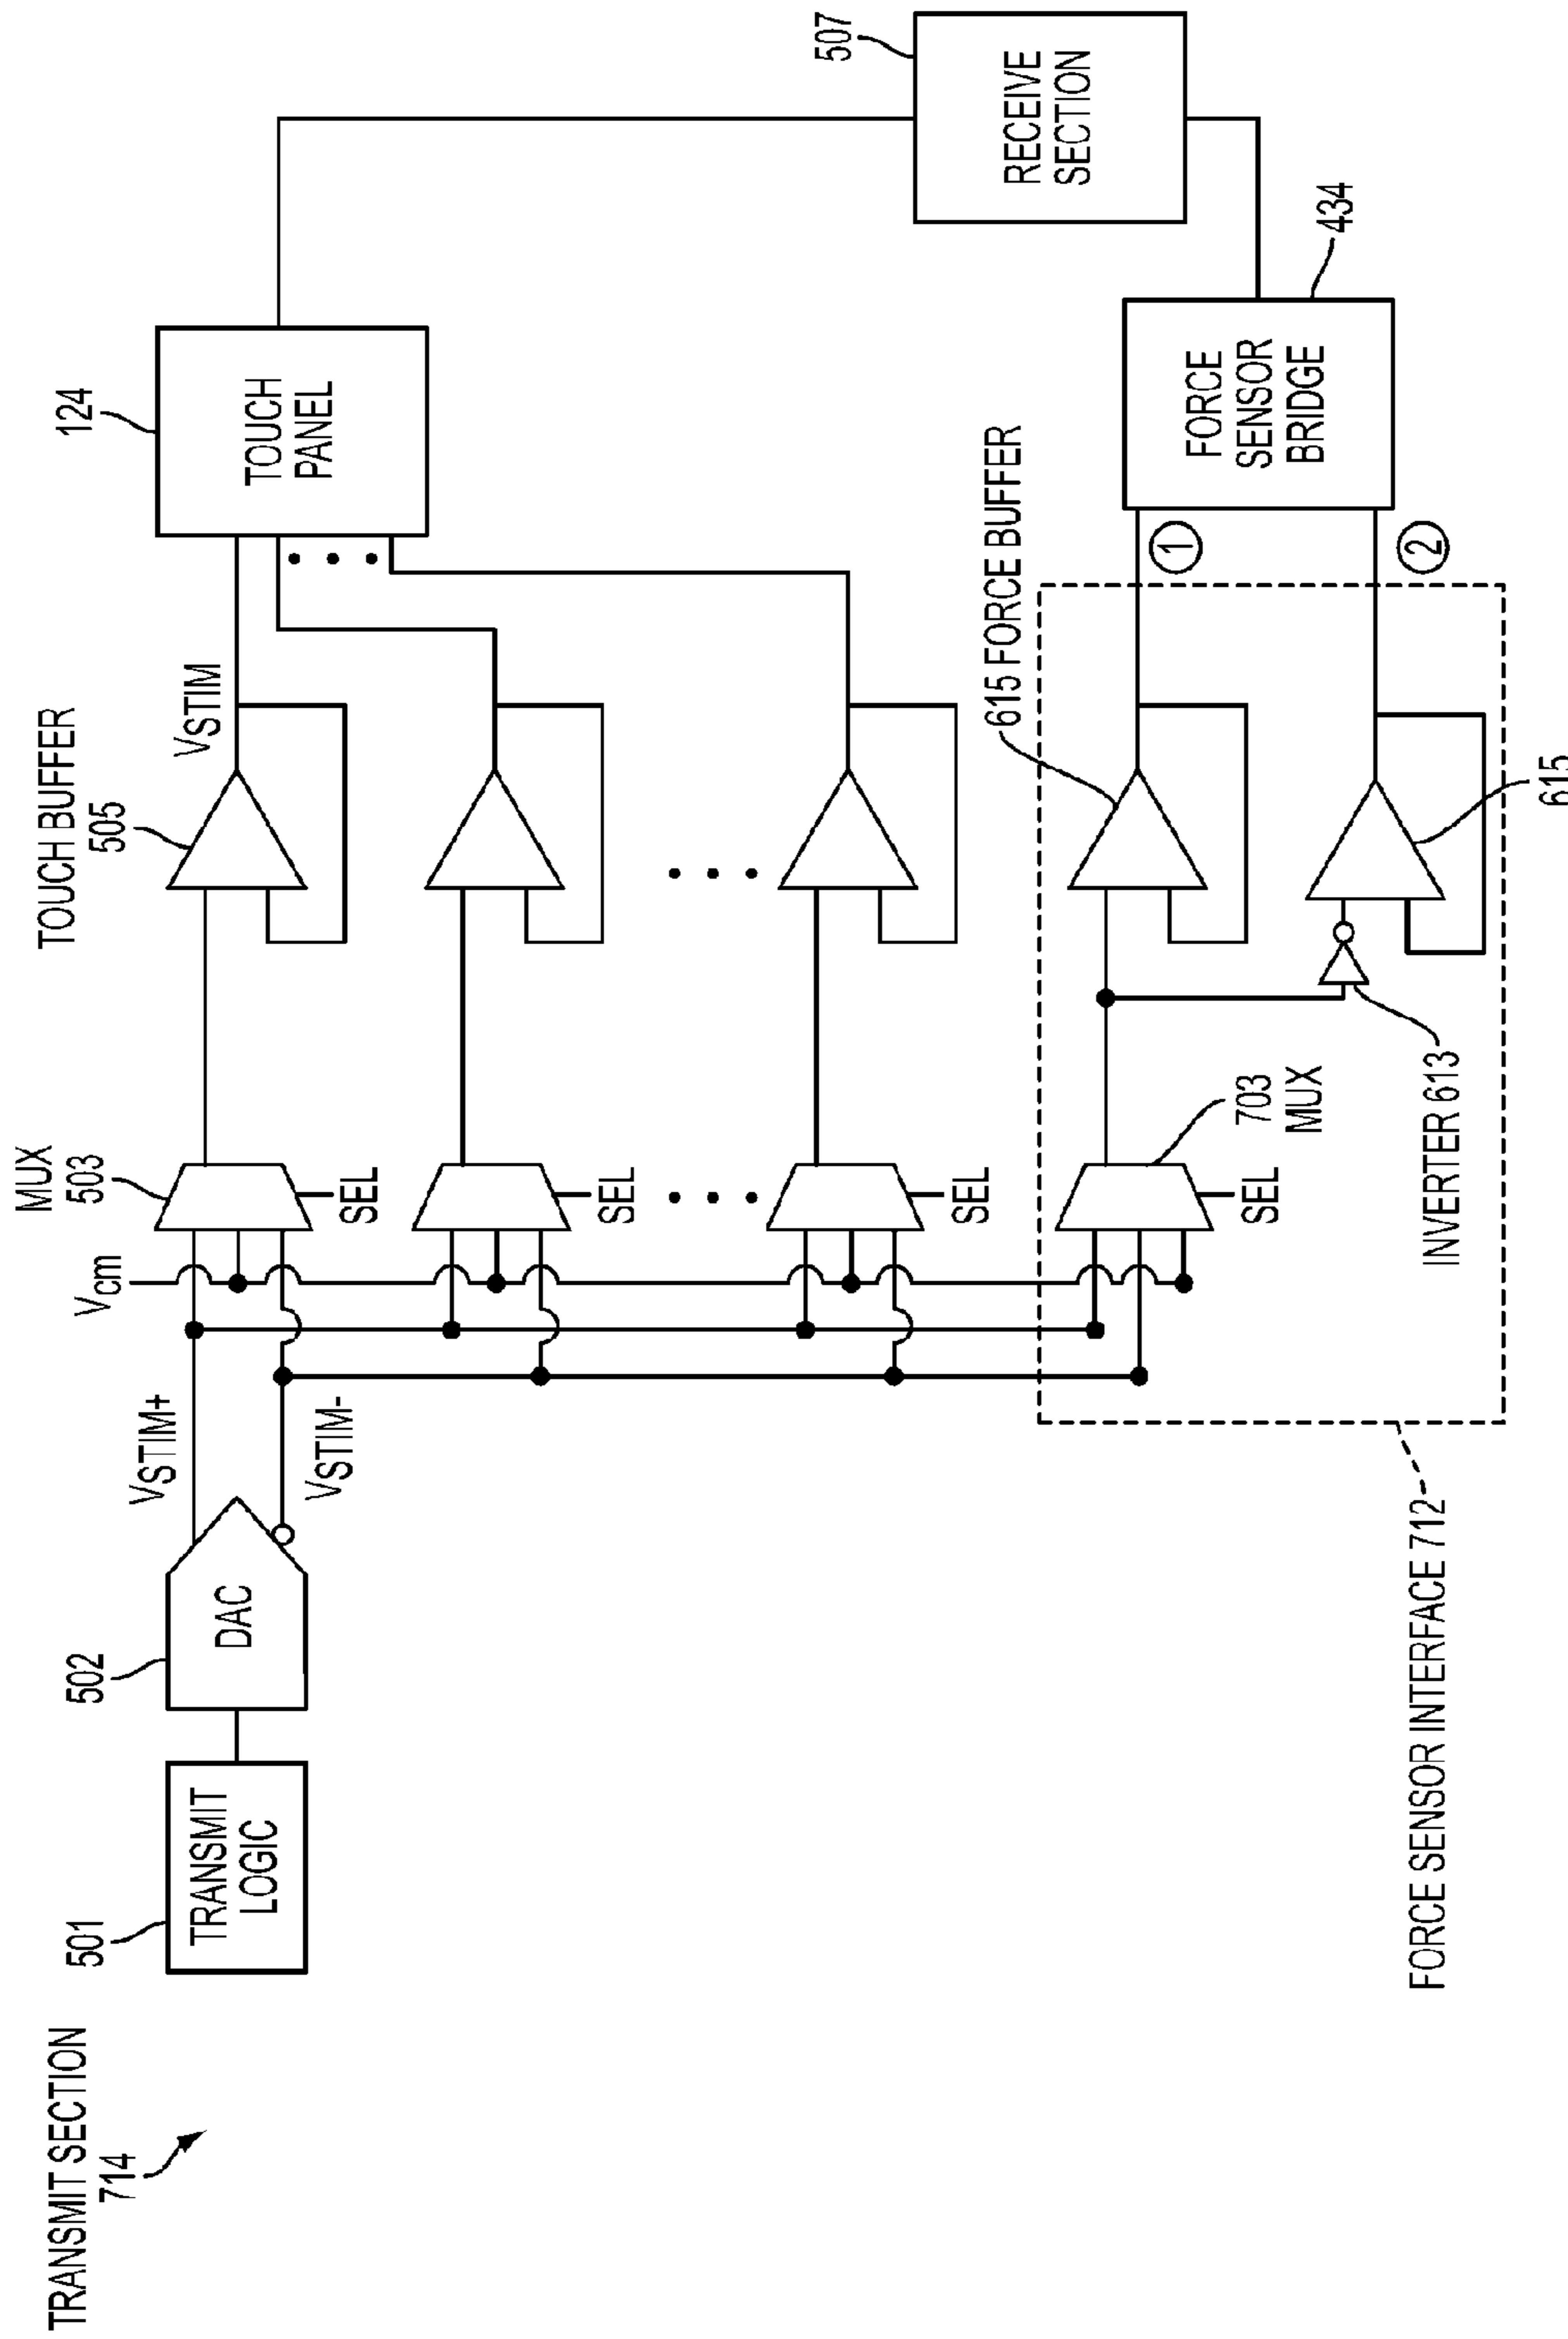 TRANSMIT SECTION
714
501
TRANSMIT
LOGIC
502
DAC
VSTIM+
VSTIM-
Vcm
MUX
503
SEL
TOUCH BUFFER
505
VSTIM
124
TOUCH
PANEL
507
RECEIVE
SECTION
SEL
SEL
SEL
703
MUX
INVERTER 613
615 FORCE BUFFER
615
1
2
FORCE
SENSOR
BRIDGE
434
FORCE SENSOR INTERFACE 712